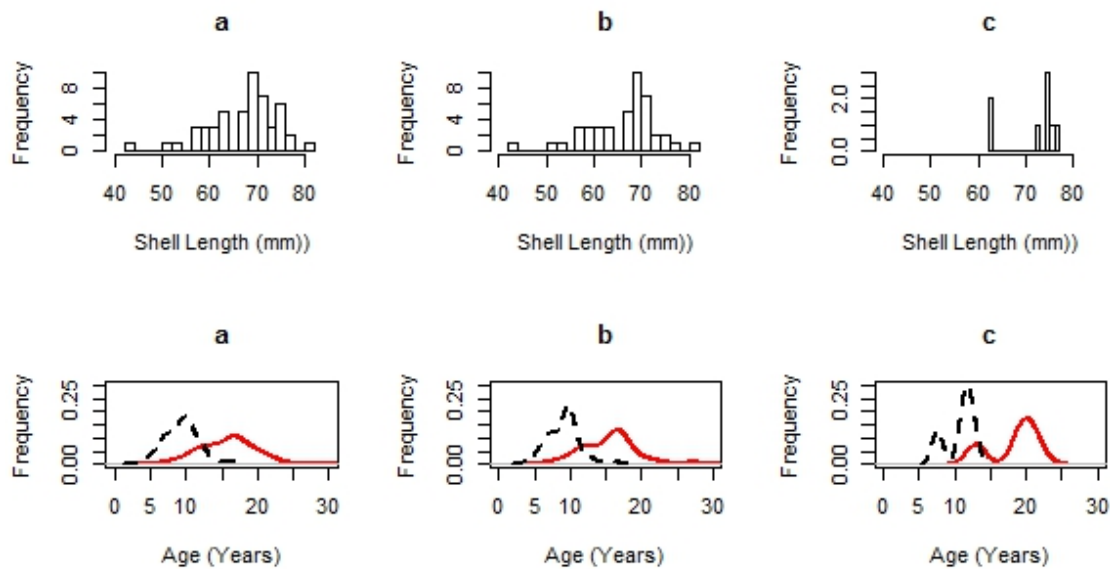 a
b
c
Frequency
0 4 8
40 50 60 70 80
Shell Length (mm))
Frequency
0 4 8
40 50 60 70 80
Shell Length (mm))
Frequency
0.0 2.0
40 50 60 70 80
Shell Length (mm))
a
b
c
Frequency
0.00 0.25
0 5 10 20 30
Age (Years)
Frequency
0.00 0.25
0 5 10 20 30
Age (Years)
Frequency
0.00 0.25
0 5 10 20 30
Age (Years)